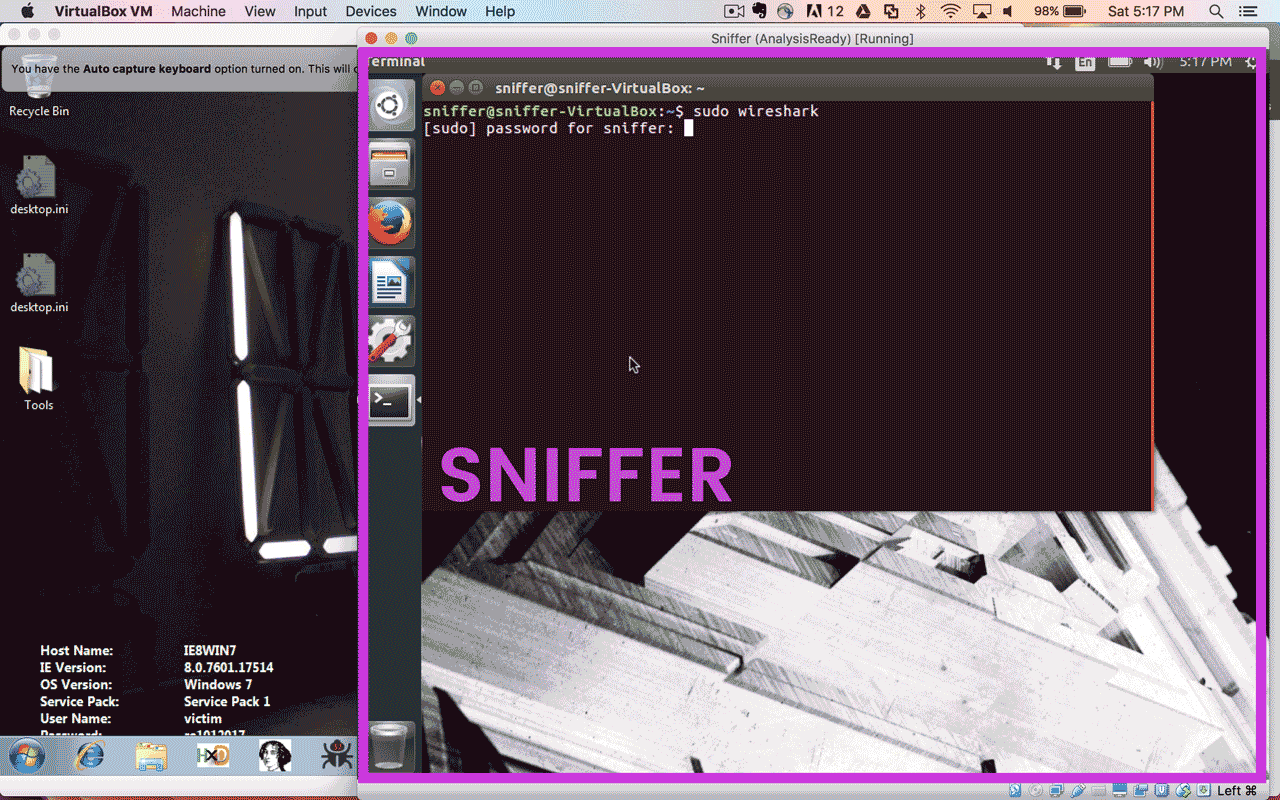 VirtualBox VM Machine View Input Devices Window Help 12 98% Sat 5:17 PM
Sniffer (AnalysisReady) [Running]
You have the Auto capture keyboard option turned on. This will
Terminal En 5:17 PM
sniffer@sniffer-VirtualBox: ~
sniffer@sniffer-VirtualBox:~$ sudo wireshark
[sudo] password for sniffer:
Recycle Bin
desktop.ini
desktop.ini
Tools
SNIFFER
Host Name: IE8WIN7
IE Version: 8.0.7601.17514
OS Version: Windows 7
Service Pack: Service Pack 1
User Name: victim
HxD
Left ⌘